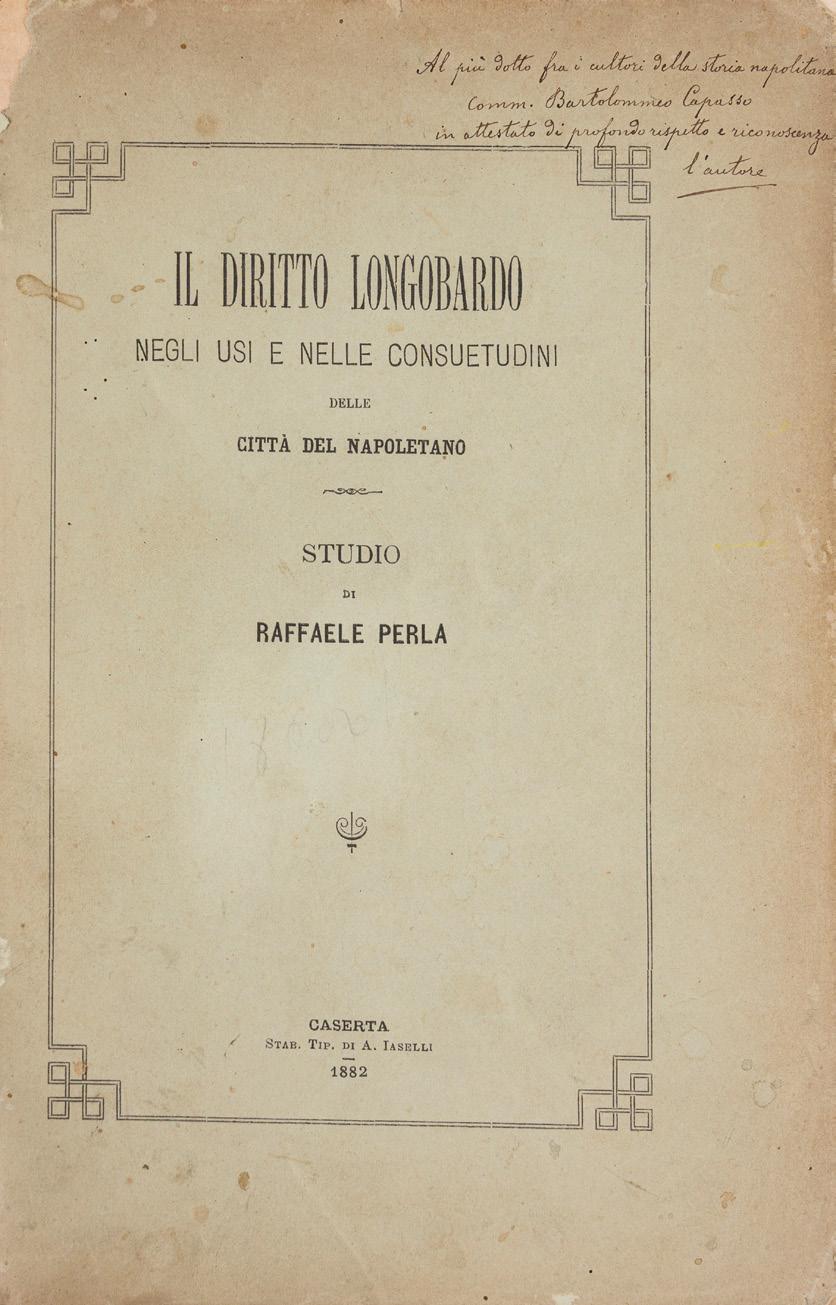 Al più dotto fra i cultori della storia napolitana
Comm. Bartolommeo Capasso
in attestato di profondo rispetto e riconoscenza
l'autore
IL DIRITTO LONGOBARDO
NEGLI USI E NELLE CONSUETUDINI
DELLE
CITTÀ DEL NAPOLETANO
STUDIO
DI
RAFFAELE PERLA
CASERTA
STAB. TIP. DI A. IASELLI
1882